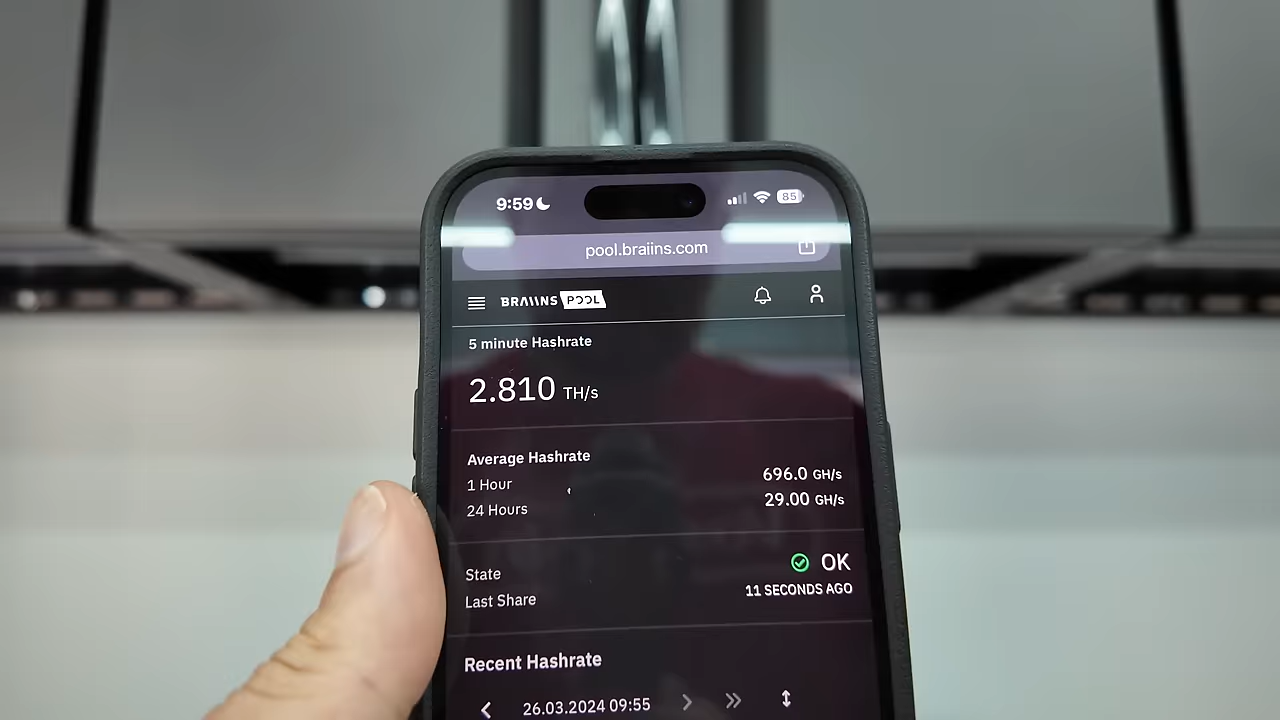 9:59 85
pool.braiins.com
BRAIINS POOL
5 minute Hashrate
2.810 TH/s
Average Hashrate
1 Hour 696.0 GH/s
24 Hours 29.00 GH/s
State OK
Last Share 11 SECONDS AGO
Recent Hashrate
26.03.2024 09:55